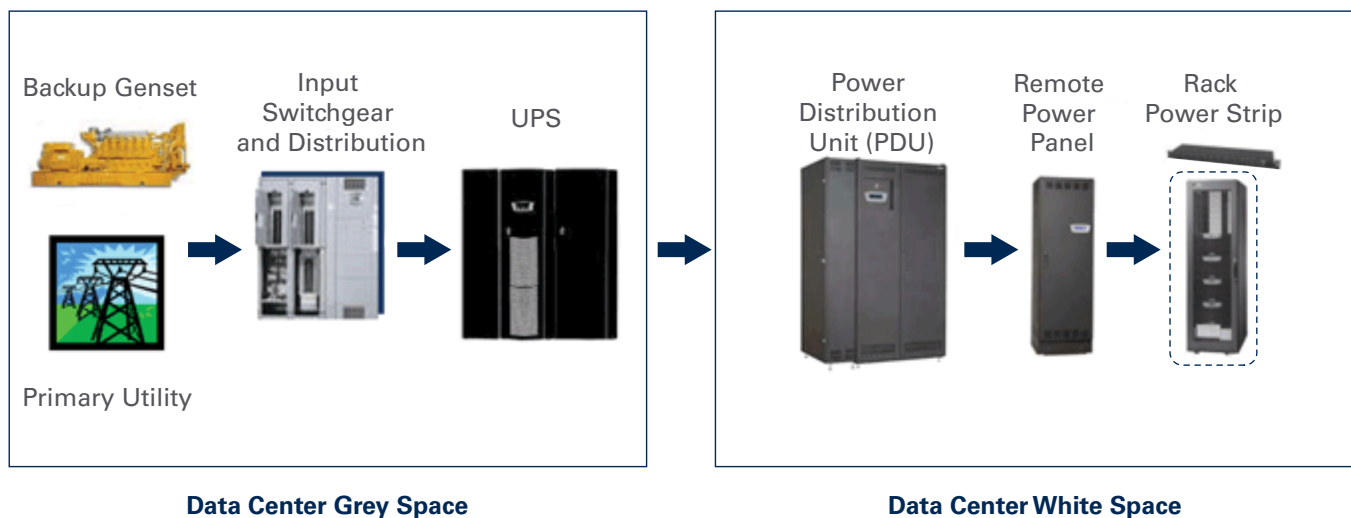 Backup Genset
Input
Switchgear
and Distribution
UPS
Primary Utility
Power
Distribution
Unit (PDU)
Remote
Power
Panel
Rack
Power Strip
Data Center Grey Space
Data Center White Space